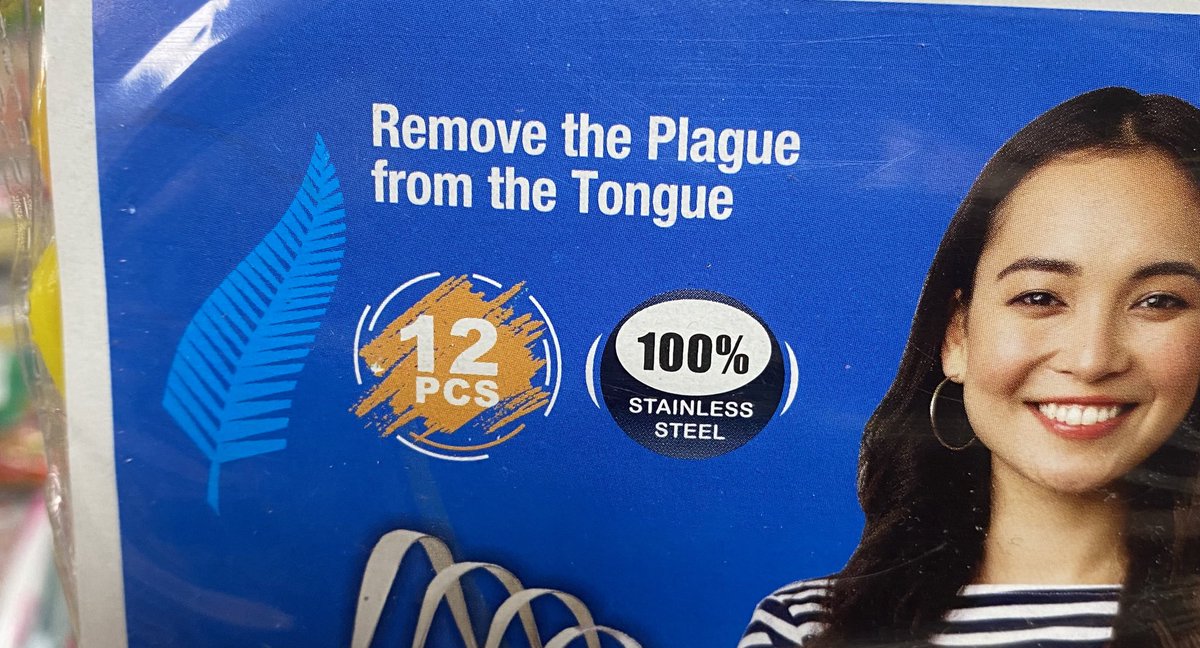 Remove the Plague
from the Tongue
12
PCS
100%
STAINLESS
STEEL